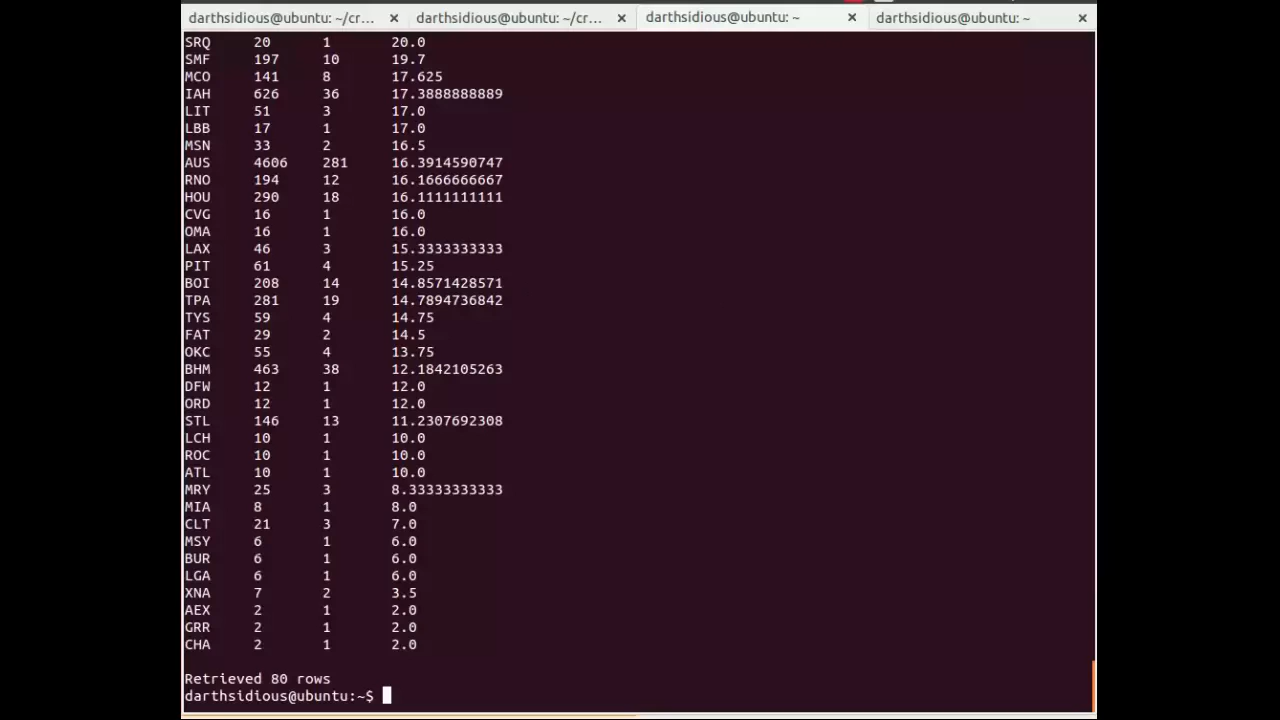 darthsidious@ubuntu: ~/cr... × darthsidious@ubuntu: ~/cr... × darthsidious@ubuntu: ~ × darthsidious@ubuntu: ~ ×
SRQ 20 1 20.0
SMF 197 10 19.7
MCO 141 8 17.625
IAH 626 36 17.3888888889
LIT 51 3 17.0
LBB 17 1 17.0
MSN 33 2 16.5
AUS 4606 281 16.3914590747
RNO 194 12 16.1666666667
HOU 290 18 16.1111111111
CVG 16 1 16.0
OMA 16 1 16.0
LAX 46 3 15.3333333333
PIT 61 4 15.25
BOI 208 14 14.8571428571
TPA 281 19 14.7894736842
TYS 59 4 14.75
FAT 29 2 14.5
OKC 55 4 13.75
BHM 463 38 12.1842105263
DFW 12 1 12.0
ORD 12 1 12.0
STL 146 13 11.2307692308
LCH 10 1 10.0
ROC 10 1 10.0
ATL 10 1 10.0
MRY 25 3 8.33333333333
MIA 8 1 8.0
CLT 21 3 7.0
MSY 6 1 6.0
BUR 6 1 6.0
LGA 6 1 6.0
XNA 7 2 3.5
AEX 2 1 2.0
GRR 2 1 2.0
CHA 2 1 2.0
Retrieved 80 rows
darthsidious@ubuntu:~$